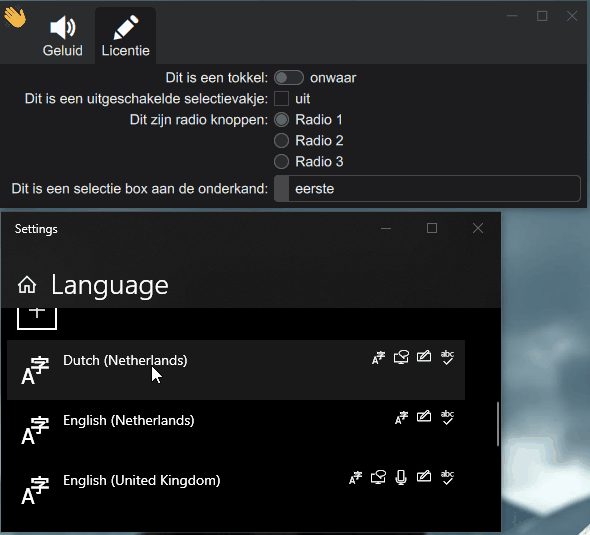 Geluid Licentie
Dit is een tokkel: onwaar
Dit is een uitgeschakelde selectievakje: uit
Dit zijn radio knoppen: Radio 1
Radio 2
Radio 3
Dit is een selectie box aan de onderkand: eerste
Settings
Language
Dutch (Netherlands)
English (Netherlands)
English (United Kingdom)